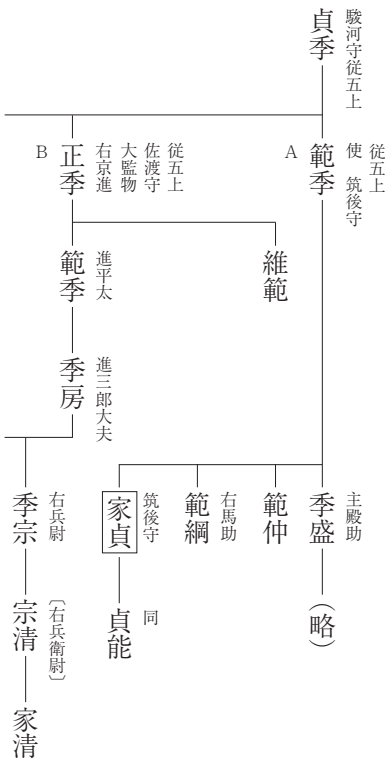 貞季
駿河守従五上
範季
従五上
使 筑後守
A
正季
従五上
佐渡守
大監物
右京進
B
維範
範季
進平太
季房
進三郎大夫
季盛
主殿助
(略)
範仲
範綱
右馬助
家貞
筑後守
貞能
同
季宗
右兵尉
宗清
〔右兵衛尉〕
家清